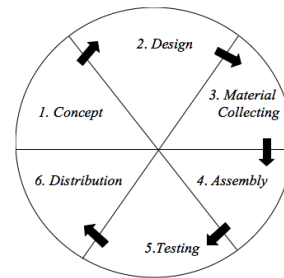 1. Concept
2. Design
3. Material
Collecting
4. Assembly
5.Testing
6. Distribution